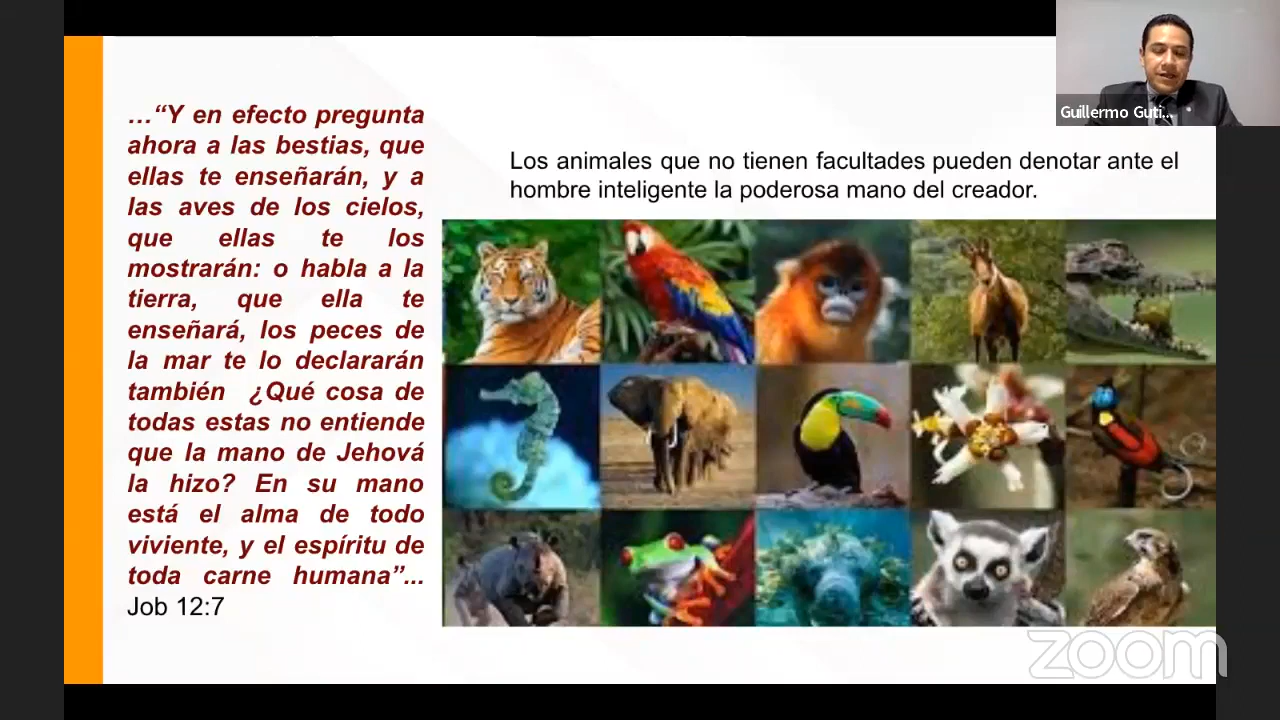 …“Y en efecto pregunta
ahora a las bestias, que
ellas te enseñarán, y a
las aves de los cielos,
que ellas te los
mostrarán: o habla a la
tierra, que ella te
enseñará, los peces de
la mar te lo declararán
también ¿Qué cosa de
todas estas no entiende
que la mano de Jehová
la hizo? En su mano
está el alma de todo
viviente, y el espíritu de
toda carne humana”...
Job 12:7
Los animales que no tienen facultades pueden denotar ante el
hombre inteligente la poderosa mano del creador.
Guillermo Guti...
zoom